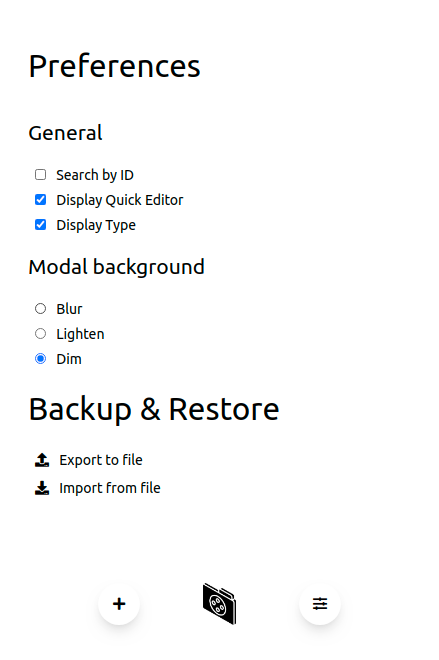 Preferences
General
Search by ID
Display Quick Editor
Display Type
Modal background
Blur
Lighten
Dim
Backup & Restore
Export to file
Import from file